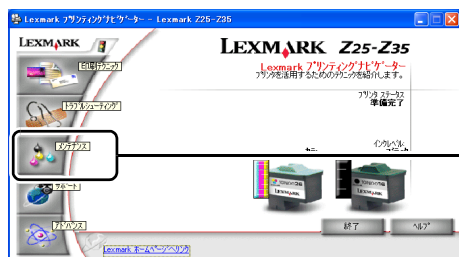 Lexmark プリンティングナビゲーター - Lexmark Z25-Z35
LEXMARK
LEXMARK Z25-Z35
Lexmark プリンティングナビゲーター
プリンタを活用するためのテクニックを紹介します。
印刷テクニック
プリンタ ステータス
準備完了
トラブルシューティング
メンテナンス
インクレベル:
サポート
アドバンス
終了
ヘルプ
Lexmark ホームページへリンク